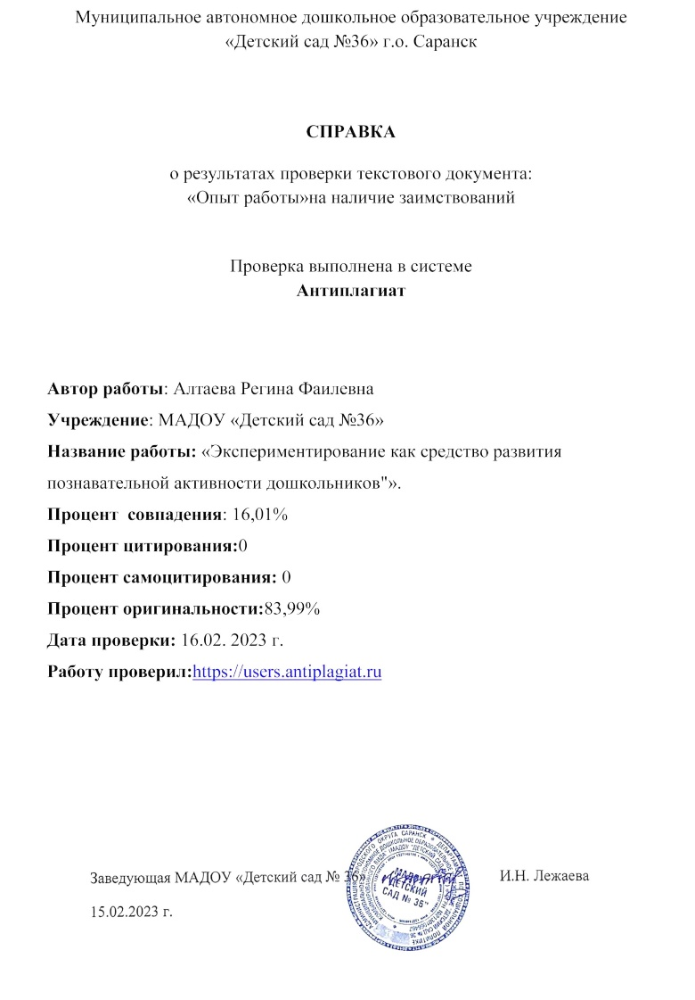 Муниципальное автономное дошкольное образовательное учреждение
«Детский сад №36» г.о. Саранск
СПРАВКА
о результатах проверки текстового документа:
«Опыт работы»на наличие заимствований
Проверка выполнена в системе
Антиплагиат
Автор работы: Алтаева Регина Фаилевна
Учреждение: МАДОУ «Детский сад №36»
Название работы: «Экспериментирование как средство развития
познавательной активности дошкольников"».
Процент  совпадения: 16,01%
Процент цитирования:0
Процент самоцитирования: 0
Процент оригинальности:83,99%
Дата проверки: 16.02. 2023 г.
Работу проверил:https://users.antiplagiat.ru
Заведующая МАДОУ «Детский сад № 36»
И.Н. Лежаева
15.02.2023 г.
"ДЕТСКИЙ
САД № 36"